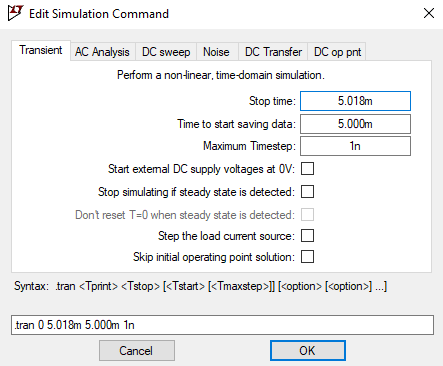 Edit Simulation Command
Transient AC Analysis DC sweep Noise DC Transfer DC op pnt
Perform a non-linear, time-domain simulation.
Stop time: 5.018m
Time to start saving data: 5.000m
Maximum Timestep: 1n
Start external DC supply voltages at 0V:
Stop simulating if steady state is detected:
Don't reset T=0 when steady state is detected:
Step the load current source:
Skip initial operating point solution:
Syntax: .tran <Tprint> <Tstop> [<Tstart> [<Tmaxstep>]] [<option> [<option>] ...]
.tran 0 5.018m 5.000m 1n
Cancel OK